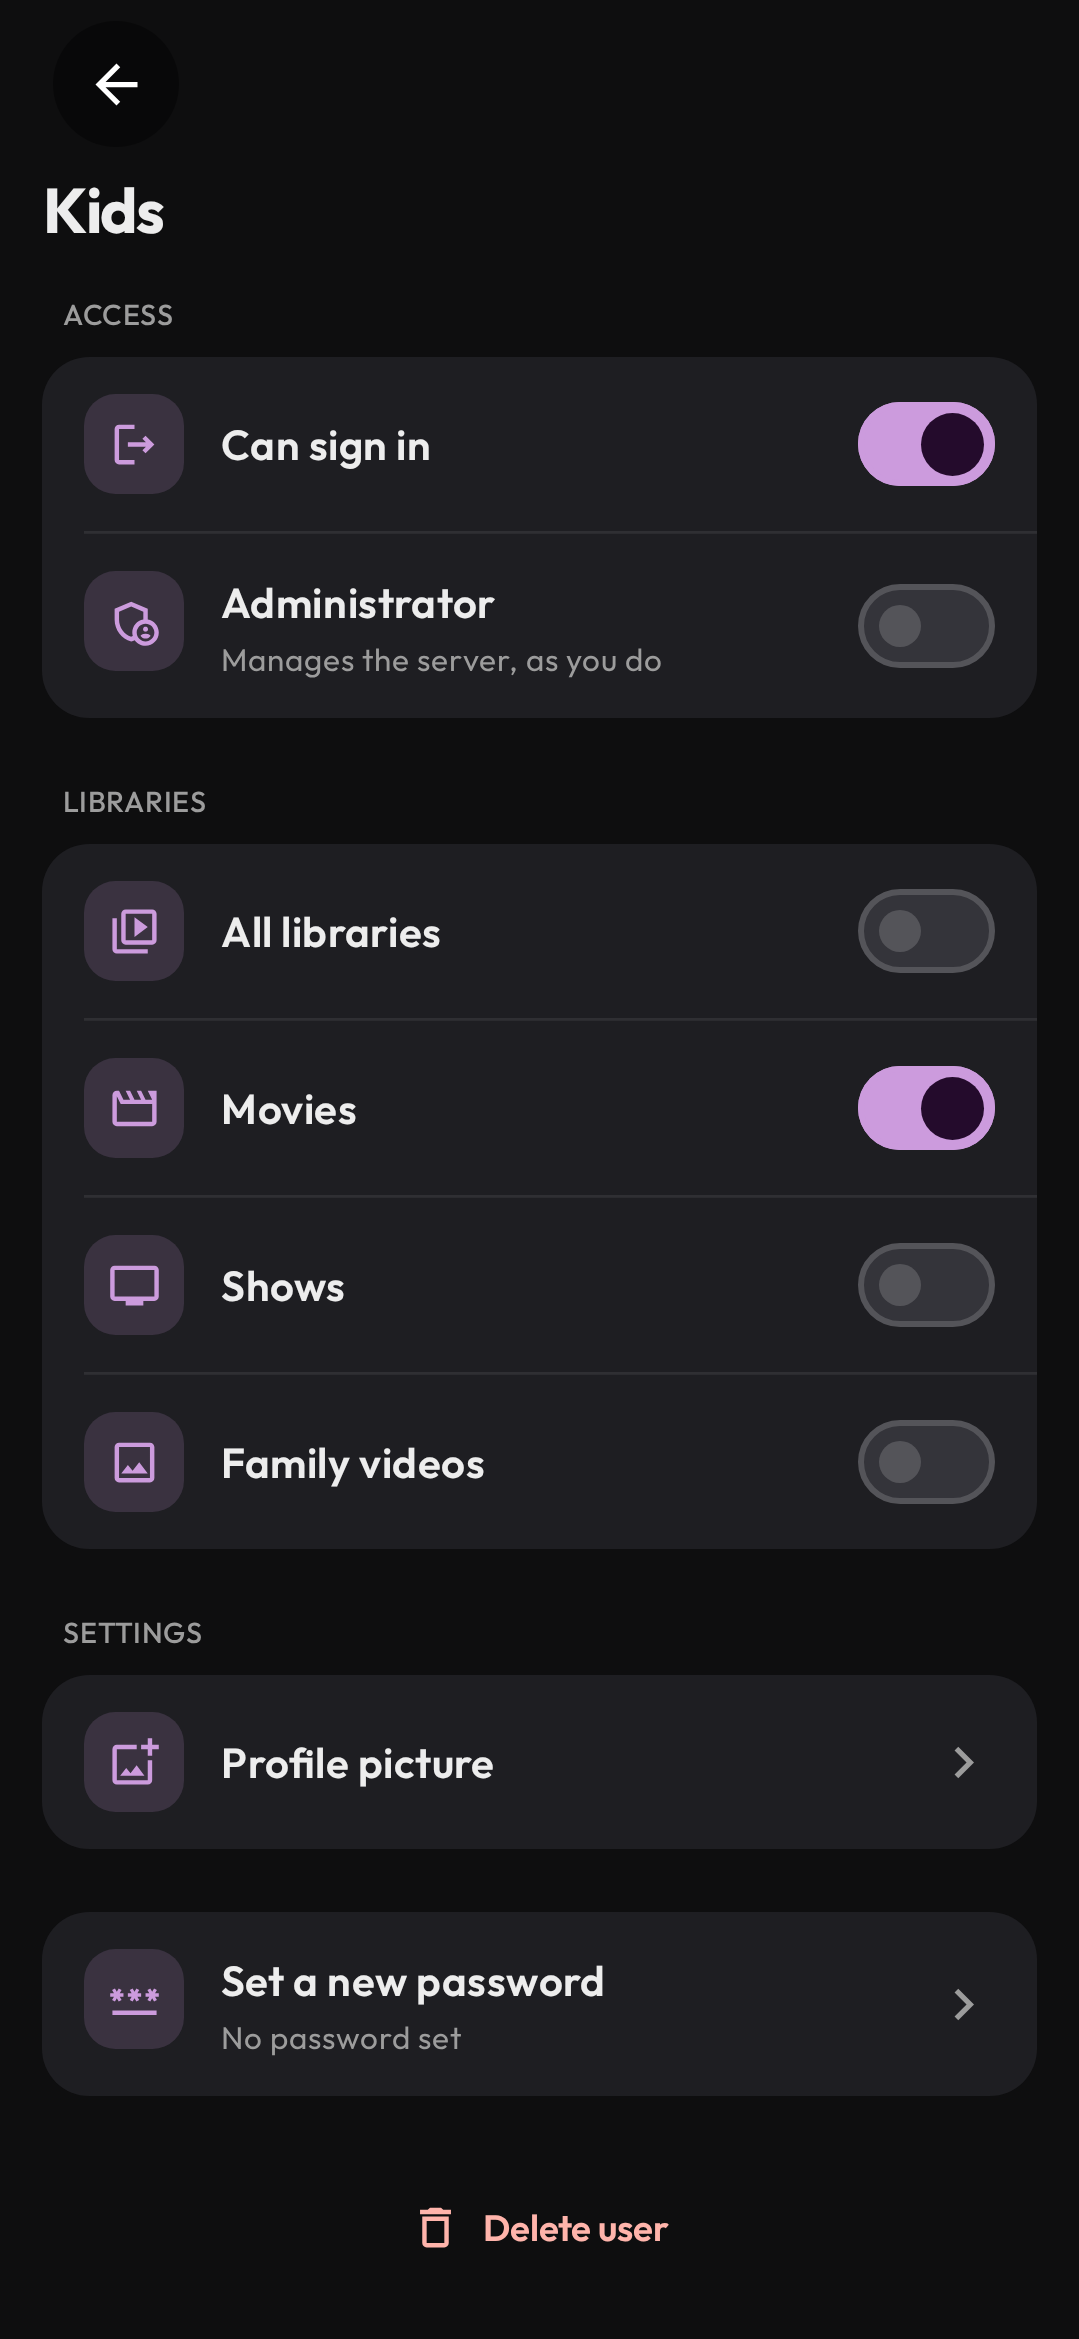 Kids
ACCESS
Can sign in
Administrator
Manages the server, as you do
LIBRARIES
All libraries
Movies
Shows
Family videos
SETTINGS
Profile picture
Set a new password
No password set
Delete user